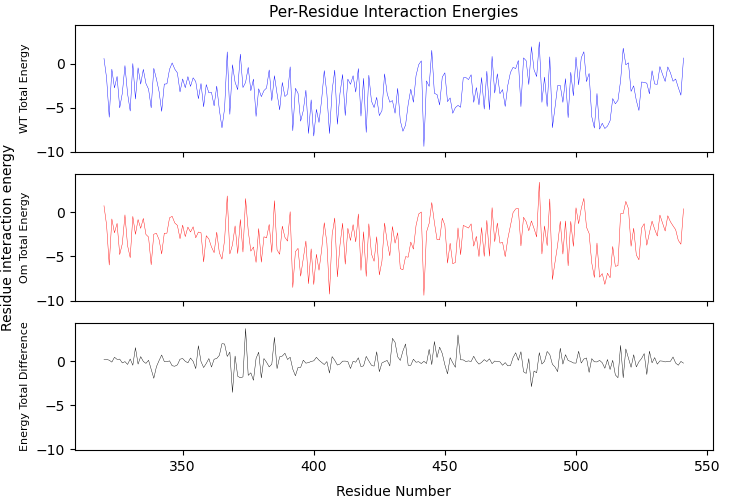 Per-Residue Interaction Energies
Residue interaction energy
WT Total Energy
0
−5
−10
Om Total Energy
0
−5
−10
Energy Total Difference
0
−5
−10
350 400 450 500 550
Residue Number